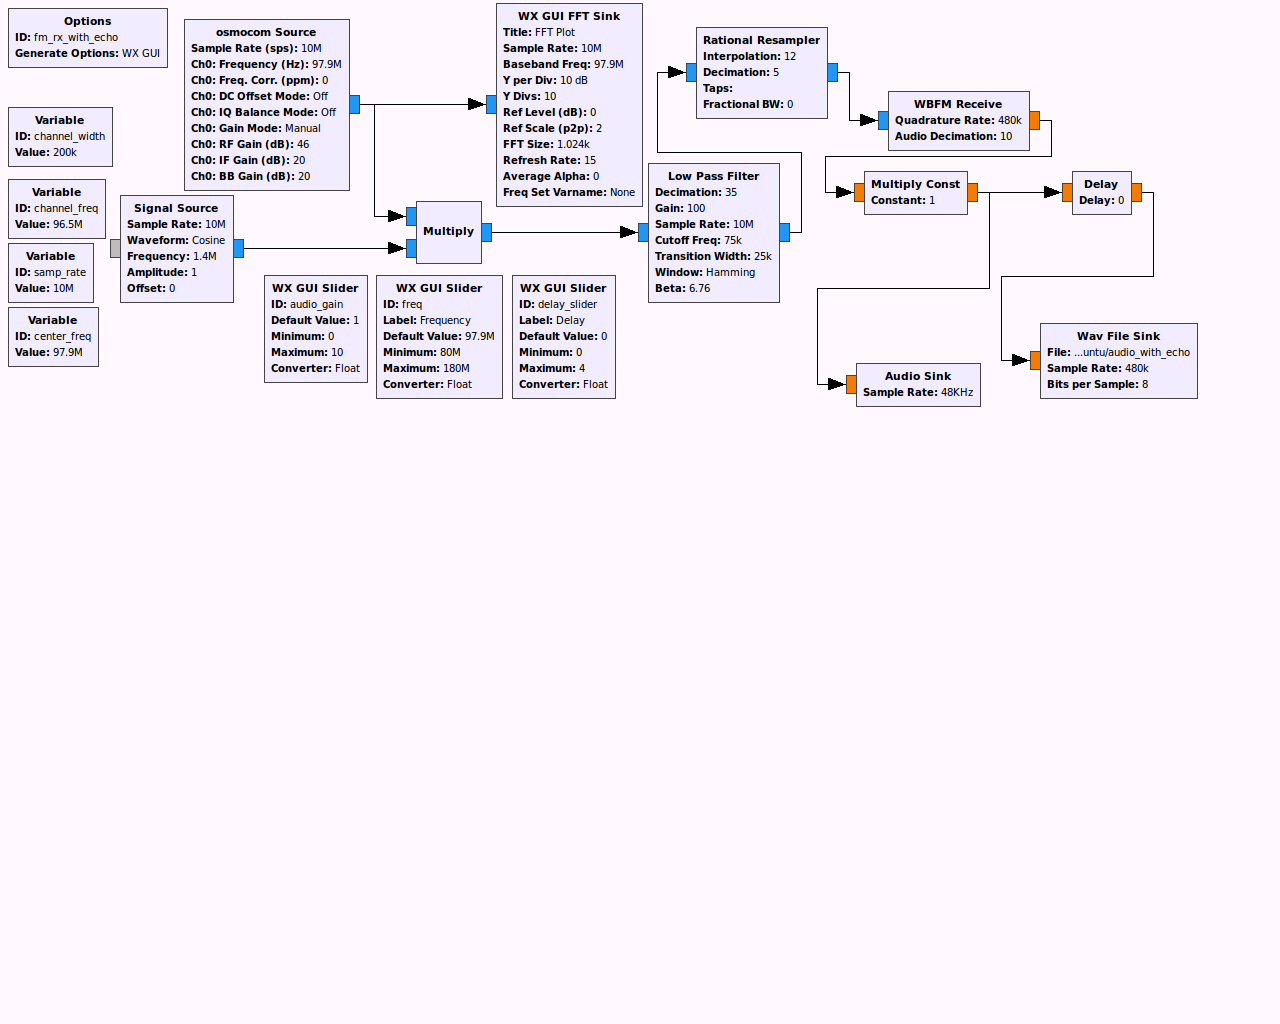 Options
ID: fm_rx_with_echo
Generate Options: WX GUI
Variable
ID: channel_width
Value: 200k
Variable
ID: channel_freq
Value: 96.5M
Variable
ID: samp_rate
Value: 10M
Variable
ID: center_freq
Value: 97.9M
osmocom Source
Sample Rate (sps): 10M
Ch0: Frequency (Hz): 97.9M
Ch0: Freq. Corr. (ppm): 0
Ch0: DC Offset Mode: Off
Ch0: IQ Balance Mode: Off
Ch0: Gain Mode: Manual
Ch0: RF Gain (dB): 46
Ch0: IF Gain (dB): 20
Ch0: BB Gain (dB): 20
Signal Source
Sample Rate: 10M
Waveform: Cosine
Frequency: 1.4M
Amplitude: 1
Offset: 0
WX GUI Slider
ID: audio_gain
Default Value: 1
Minimum: 0
Maximum: 10
Converter: Float
WX GUI Slider
ID: freq
Label: Frequency
Default Value: 97.9M
Minimum: 80M
Maximum: 180M
Converter: Float
WX GUI Slider
ID: delay_slider
Label: Delay
Default Value: 0
Minimum: 0
Maximum: 4
Converter: Float
WX GUI FFT Sink
Title: FFT Plot
Sample Rate: 10M
Baseband Freq: 97.9M
Y per Div: 10 dB
Y Divs: 10
Ref Level (dB): 0
Ref Scale (p2p): 2
FFT Size: 1.024k
Refresh Rate: 15
Average Alpha: 0
Freq Set Varname: None
Multiply
Low Pass Filter
Decimation: 35
Gain: 100
Sample Rate: 10M
Cutoff Freq: 75k
Transition Width: 25k
Window: Hamming
Beta: 6.76
Rational Resampler
Interpolation: 12
Decimation: 5
Taps:
Fractional BW: 0
WBFM Receive
Quadrature Rate: 480k
Audio Decimation: 10
Multiply Const
Constant: 1
Delay
Delay: 0
Audio Sink
Sample Rate: 48KHz
Wav File Sink
File: ...untu/audio_with_echo
Sample Rate: 480k
Bits per Sample: 8